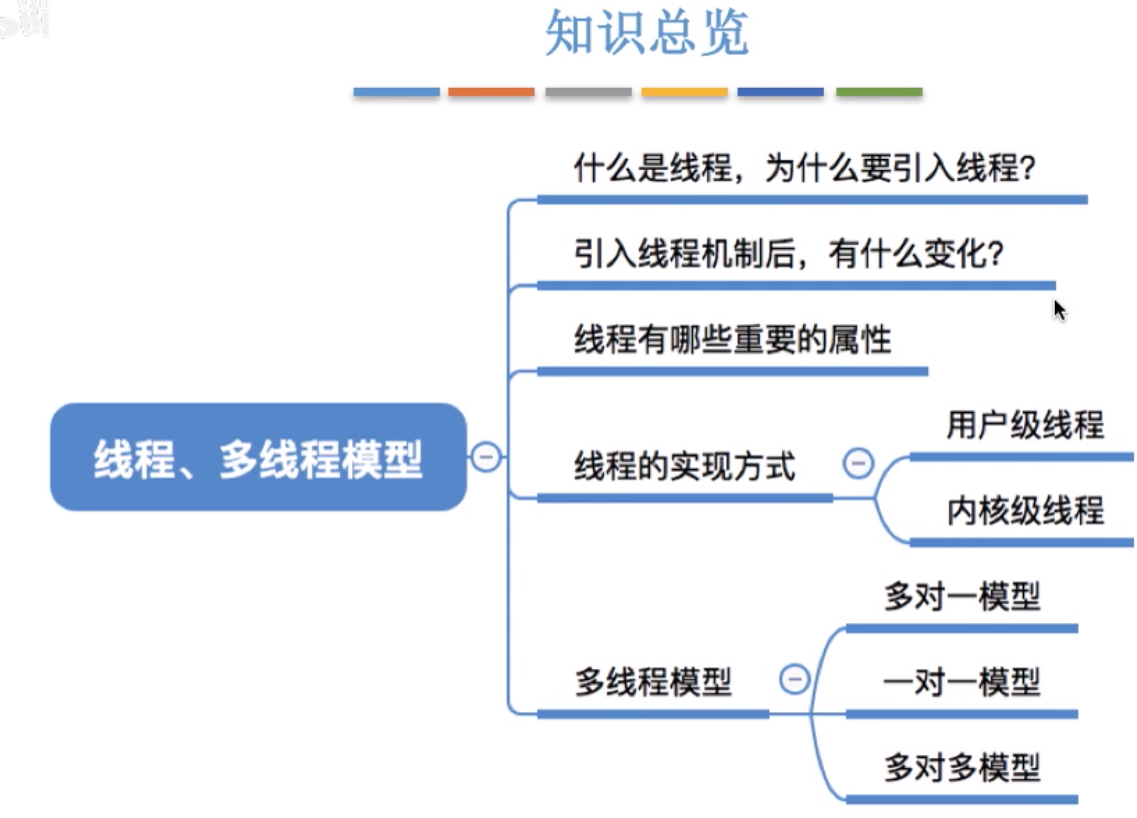 知识总览
什么是线程，为什么要引入线程？
引入线程机制后，有什么变化？
线程有哪些重要的属性
线程、多线程模型
线程的实现方式
用户级线程
内核级线程
多线程模型
多对一模型
一对一模型
多对多模型